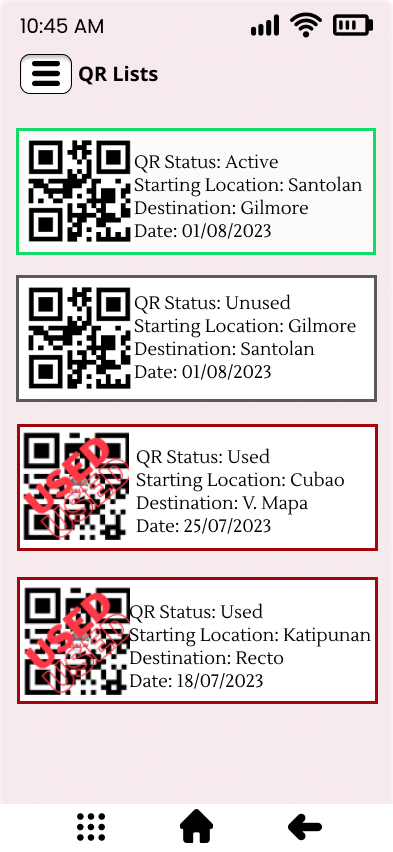 10:45 AM
QR Lists
QR Status: Active
Starting Location: Santolan
Destination: Gilmore
Date: 01/08/2023
QR Status: Unused
Starting Location: Gilmore
Destination: Santolan
Date: 01/08/2023
USED
USED
QR Status: Used
Starting Location: Cubao
Destination: V. Mapa
Date: 25/07/2023
USED
USED
QR Status: Used
Starting Location: Katipunan
Destination: Recto
Date: 18/07/2023